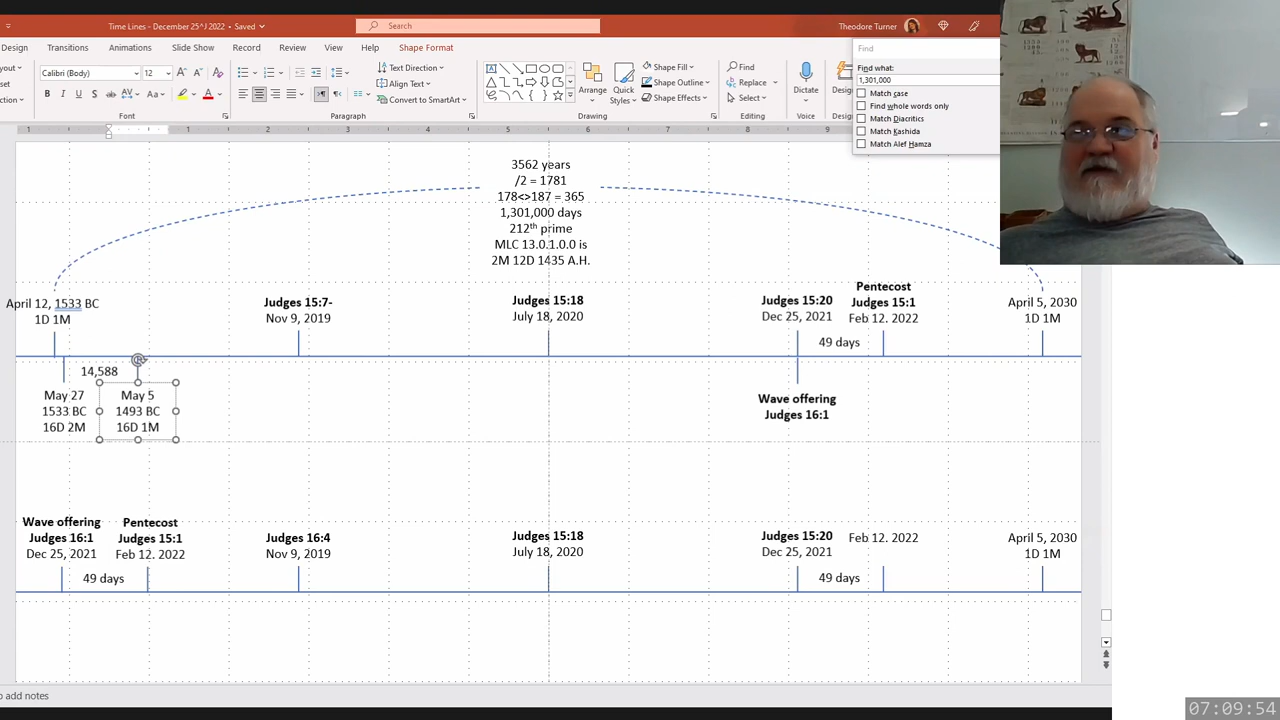 Time Lines – December 25^J 2022 • Saved
Search
Theodore Turner
Design Transitions Animations Slide Show Record Review View Help Shape Format
Calibri (Body) 12
Text Direction
Align Text
Convert to SmartArt
Arrange
Quick Styles
Shape Fill
Shape Outline
Shape Effects
Find
Replace
Select
Dictate
Font
Paragraph
Drawing
Editing
Voice
Find
Find what:
1,301,000
Match case
Find whole words only
Match Diacritics
Match Kashida
Match Alef Hamza
1 1 2 3 4 5 6 7 8 9
3562 years
/2 = 1781
178<>187 = 365
1,301,000 days
212th prime
MLC 13.0.1.0.0 is
2M 12D 1435 A.H.
April 12, 1533 BC
1D 1M
Judges 15:7-
Nov 9, 2019
Judges 15:18
July 18, 2020
Judges 15:20
Dec 25, 2021
Pentecost
Judges 15:1
Feb 12. 2022
April 5, 2030
1D 1M
49 days
14,588
May 27
1533 BC
16D 2M
May 5
1493 BC
16D 1M
Wave offering
Judges 16:1
Wave offering
Judges 16:1
Dec 25, 2021
Pentecost
Judges 15:1
Feb 12. 2022
Judges 16:4
Nov 9, 2019
Judges 15:18
July 18, 2020
Judges 15:20
Dec 25, 2021
Feb 12. 2022
April 5, 2030
1D 1M
49 days
49 days
o add notes
07:09:54